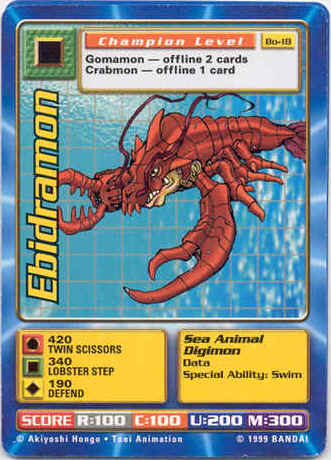 Champion Level
Bo-18
Gomamon — offline 2 cards
Crabmon — offline 1 card
Ebidramon
420
TWIN SCISSORS
340
LOBSTER STEP
190
DEFEND
Sea Animal
Digimon
Data
Special Ability: Swim
SCORE R:100 C:100 U:200 M:300
© Akiyoshi Hongo • Toei Animation
© 1999 BANDAI